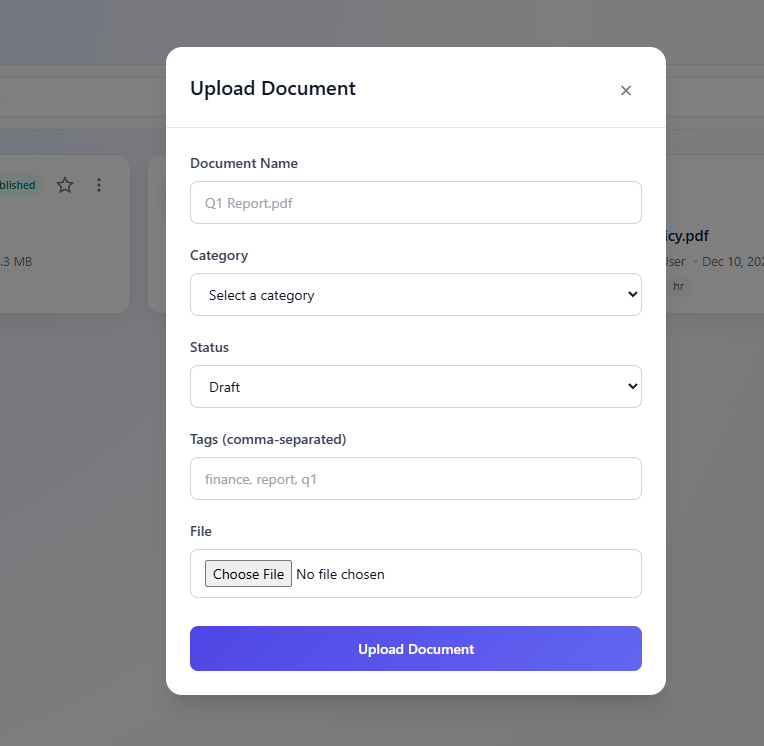 Upload Document
×
Document Name
Q1 Report.pdf
Category
Select a category
Status
Draft
Tags (comma-separated)
finance, report, q1
File
Choose File No file chosen
Upload Document
blished
.3 MB
icy.pdf
User • Dec 10, 202
hr